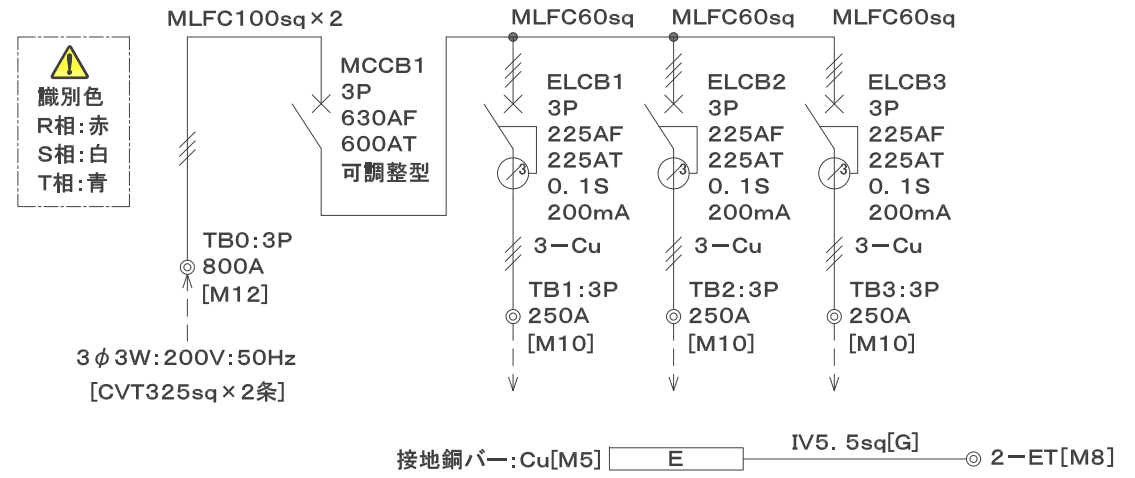 MLFC100sq×2
MLFC60sq
MLFC60sq
MLFC60sq
識別色
R相:赤
S相:白
T相:青
MCCB1
3P
630AF
600AT
可調整型
ELCB1
3P
225AF
225AT
0.1S
200mA
ELCB2
3P
225AF
225AT
0.1S
200mA
ELCB3
3P
225AF
225AT
0.1S
200mA
3
3
3
3-Cu
3-Cu
3-Cu
TB0:3P
800A
[M12]
TB1:3P
250A
[M10]
TB2:3P
250A
[M10]
TB3:3P
250A
[M10]
3φ3W:200V:50Hz
[CVT325sq×2条]
接地銅バー:Cu[M5]
E
IV5.5sq[G]
2-ET[M8]